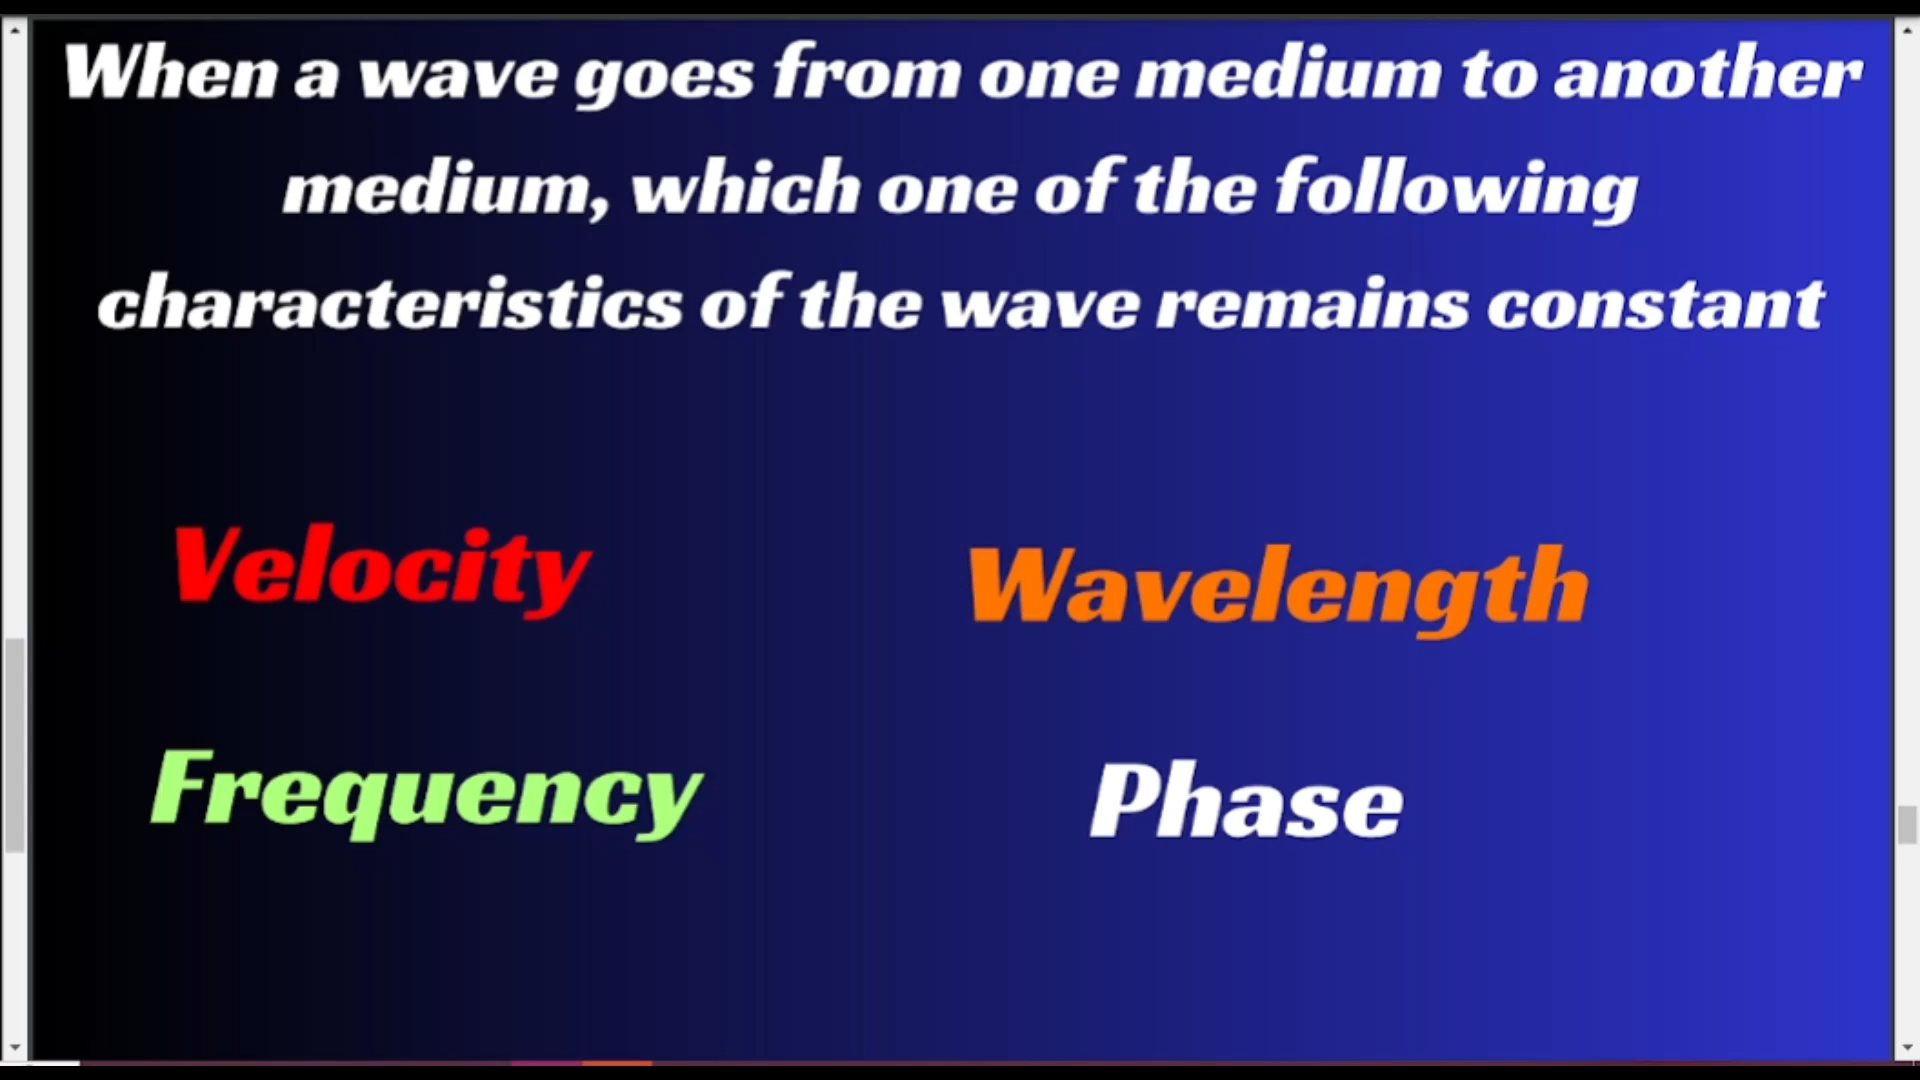 When a wave goes from one medium to another
medium, which one of the following
characteristics of the wave remains constant
Velocity
Wavelength
Frequency
Phase